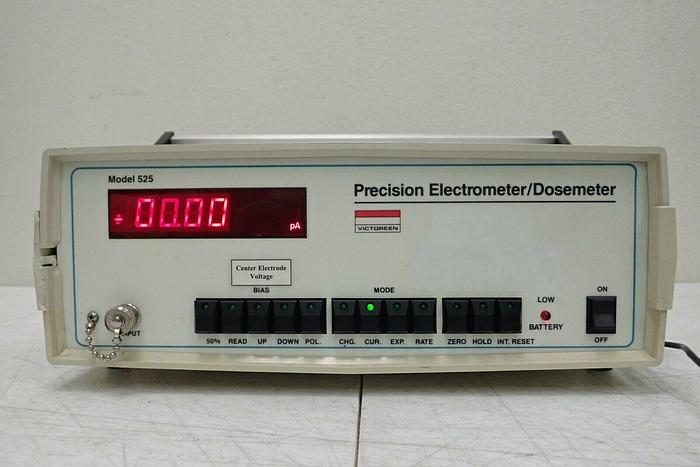 Model 525
÷ 00.00 pA
Precision Electrometer/Dosemeter
VICTOREEN
Center Electrode
Voltage
BIAS
MODE
ON
LOW
BATTERY
OFF
50% READ UP DOWN POL. CHG. CUR. EXP. RATE ZERO HOLD INT. RESET